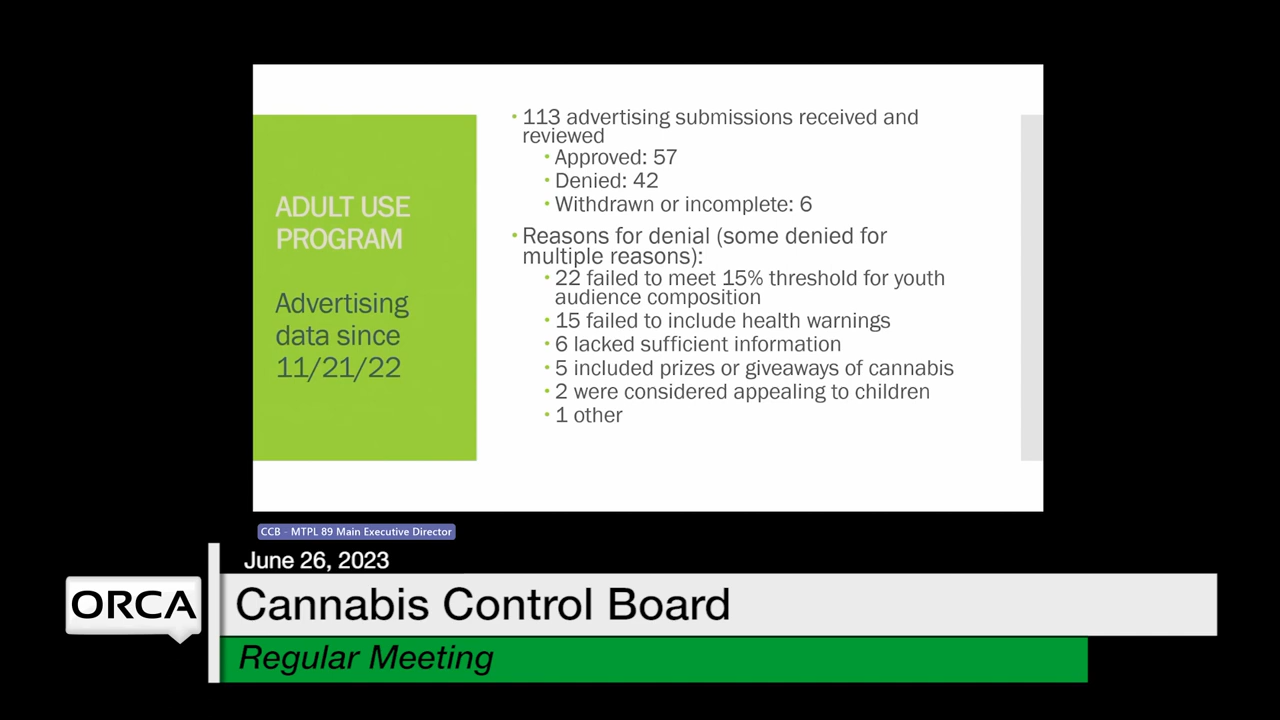 ADULT USE
PROGRAM
Advertising
data since
11/21/22
• 113 advertising submissions received and
reviewed
• Approved: 57
• Denied: 42
• Withdrawn or incomplete: 6
• Reasons for denial (some denied for
multiple reasons):
• 22 failed to meet 15% threshold for youth
audience composition
• 15 failed to include health warnings
• 6 lacked sufficient information
• 5 included prizes or giveaways of cannabis
• 2 were considered appealing to children
• 1 other
CCB - MTPL 89 Main Executive Director
June 26, 2023
ORCA
Cannabis Control Board
Regular Meeting